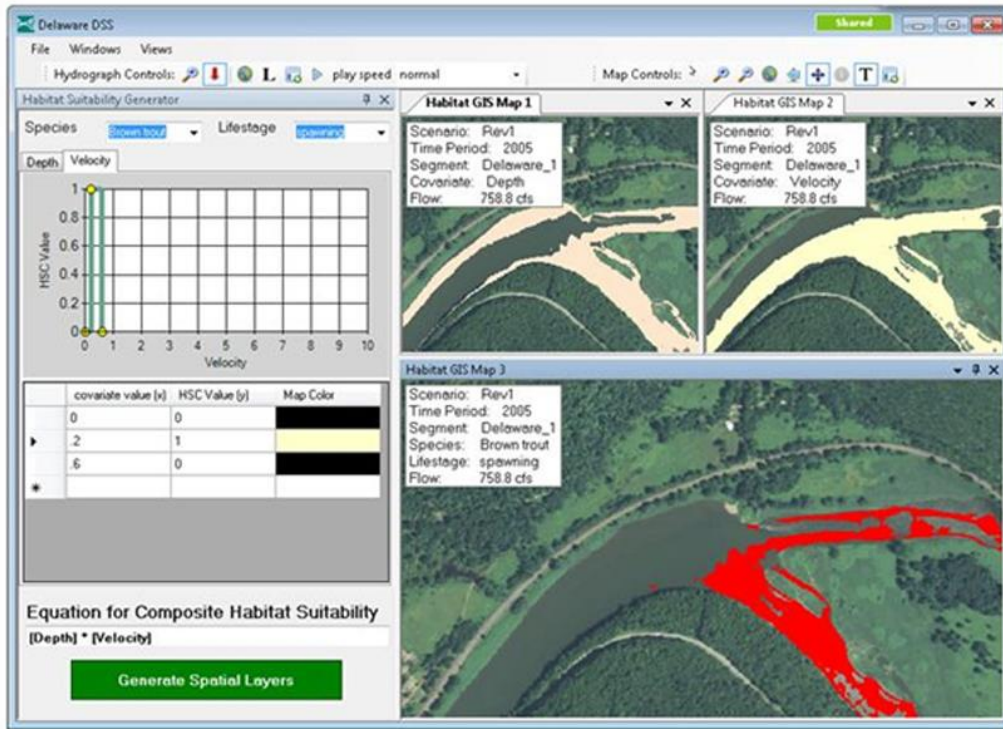 Delaware DSS
Shared
File Windows Views
Hydrograph Controls: L play speed normal
Map Controls: T
Habitat Suitability Generator
Species Brown trout Lifestage spawning
Depth Velocity
HSC Value
1
0.8
0.6
0.4
0.2
0
0 1 2 3 4 5 6 7 8 9 10
Velocity
covariate value (x) HSC Value (y) Map Color
0 0
.2 1
.6 0
Equation for Composite Habitat Suitability
[Depth] * [Velocity]
Generate Spatial Layers
Habitat GIS Map 1
Scenario: Rev1
Time Period: 2005
Segment: Delaware_1
Covariate: Depth
Flow: 758.8 cfs
Habitat GIS Map 2
Scenario: Rev1
Time Period: 2005
Segment: Delaware_1
Covariate: Velocity
Flow: 758.8 cfs
Habitat GIS Map 3
Scenario: Rev1
Time Period: 2005
Segment: Delaware_1
Species: Brown trout
Lifestage: spawning
Flow: 758.8 cfs